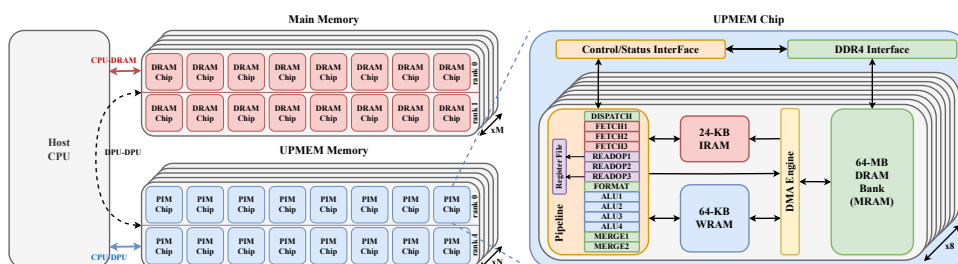 Main Memory
CPU-DRAM
DRAM Chip DRAM Chip DRAM Chip DRAM Chip DRAM Chip DRAM Chip DRAM Chip DRAM Chip
rank 0
DRAM Chip DRAM Chip DRAM Chip DRAM Chip DRAM Chip DRAM Chip DRAM Chip DRAM Chip
rank 1
xM
Host
CPU
DPU-DPU
UPMEM Memory
PIM Chip PIM Chip PIM Chip PIM Chip PIM Chip PIM Chip PIM Chip PIM Chip
rank 0
PIM Chip PIM Chip PIM Chip PIM Chip PIM Chip PIM Chip PIM Chip PIM Chip
rank 4
CPU-DPU
xN
UPMEM Chip
Control/Status InterFace
DDR4 Interface
Pipeline
Register File
DISPATCH
FETCH1
FETCH2
FETCH3
READOP1
READOP2
READOP3
FORMAT
ALU1
ALU2
ALU3
ALU4
MERGE1
MERGE2
24-KB
IRAM
64-KB
WRAM
DMA Engine
64-MB
DRAM
Bank
(MRAM)
x8